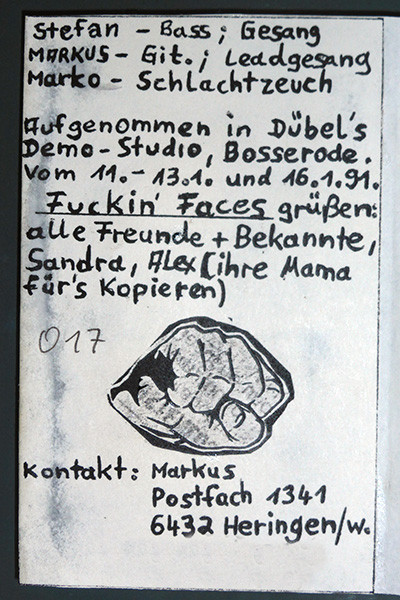 Stefan - Bass; Gesang
MARKUS - Git.; Leadgesang
Marko - Schlachtzeuch
Aufgenommen in Dübel's
Demo-Studio, Bosserode.
Vom 11.-13.1. und 16.1.91.
Fuckin' Faces grüßen:
alle Freunde + Bekannte,
Sandra, Alex (ihre Mama
für's Kopieren)
017
Kontakt: Markus
Postfach 1341
6432 Heringen/W.